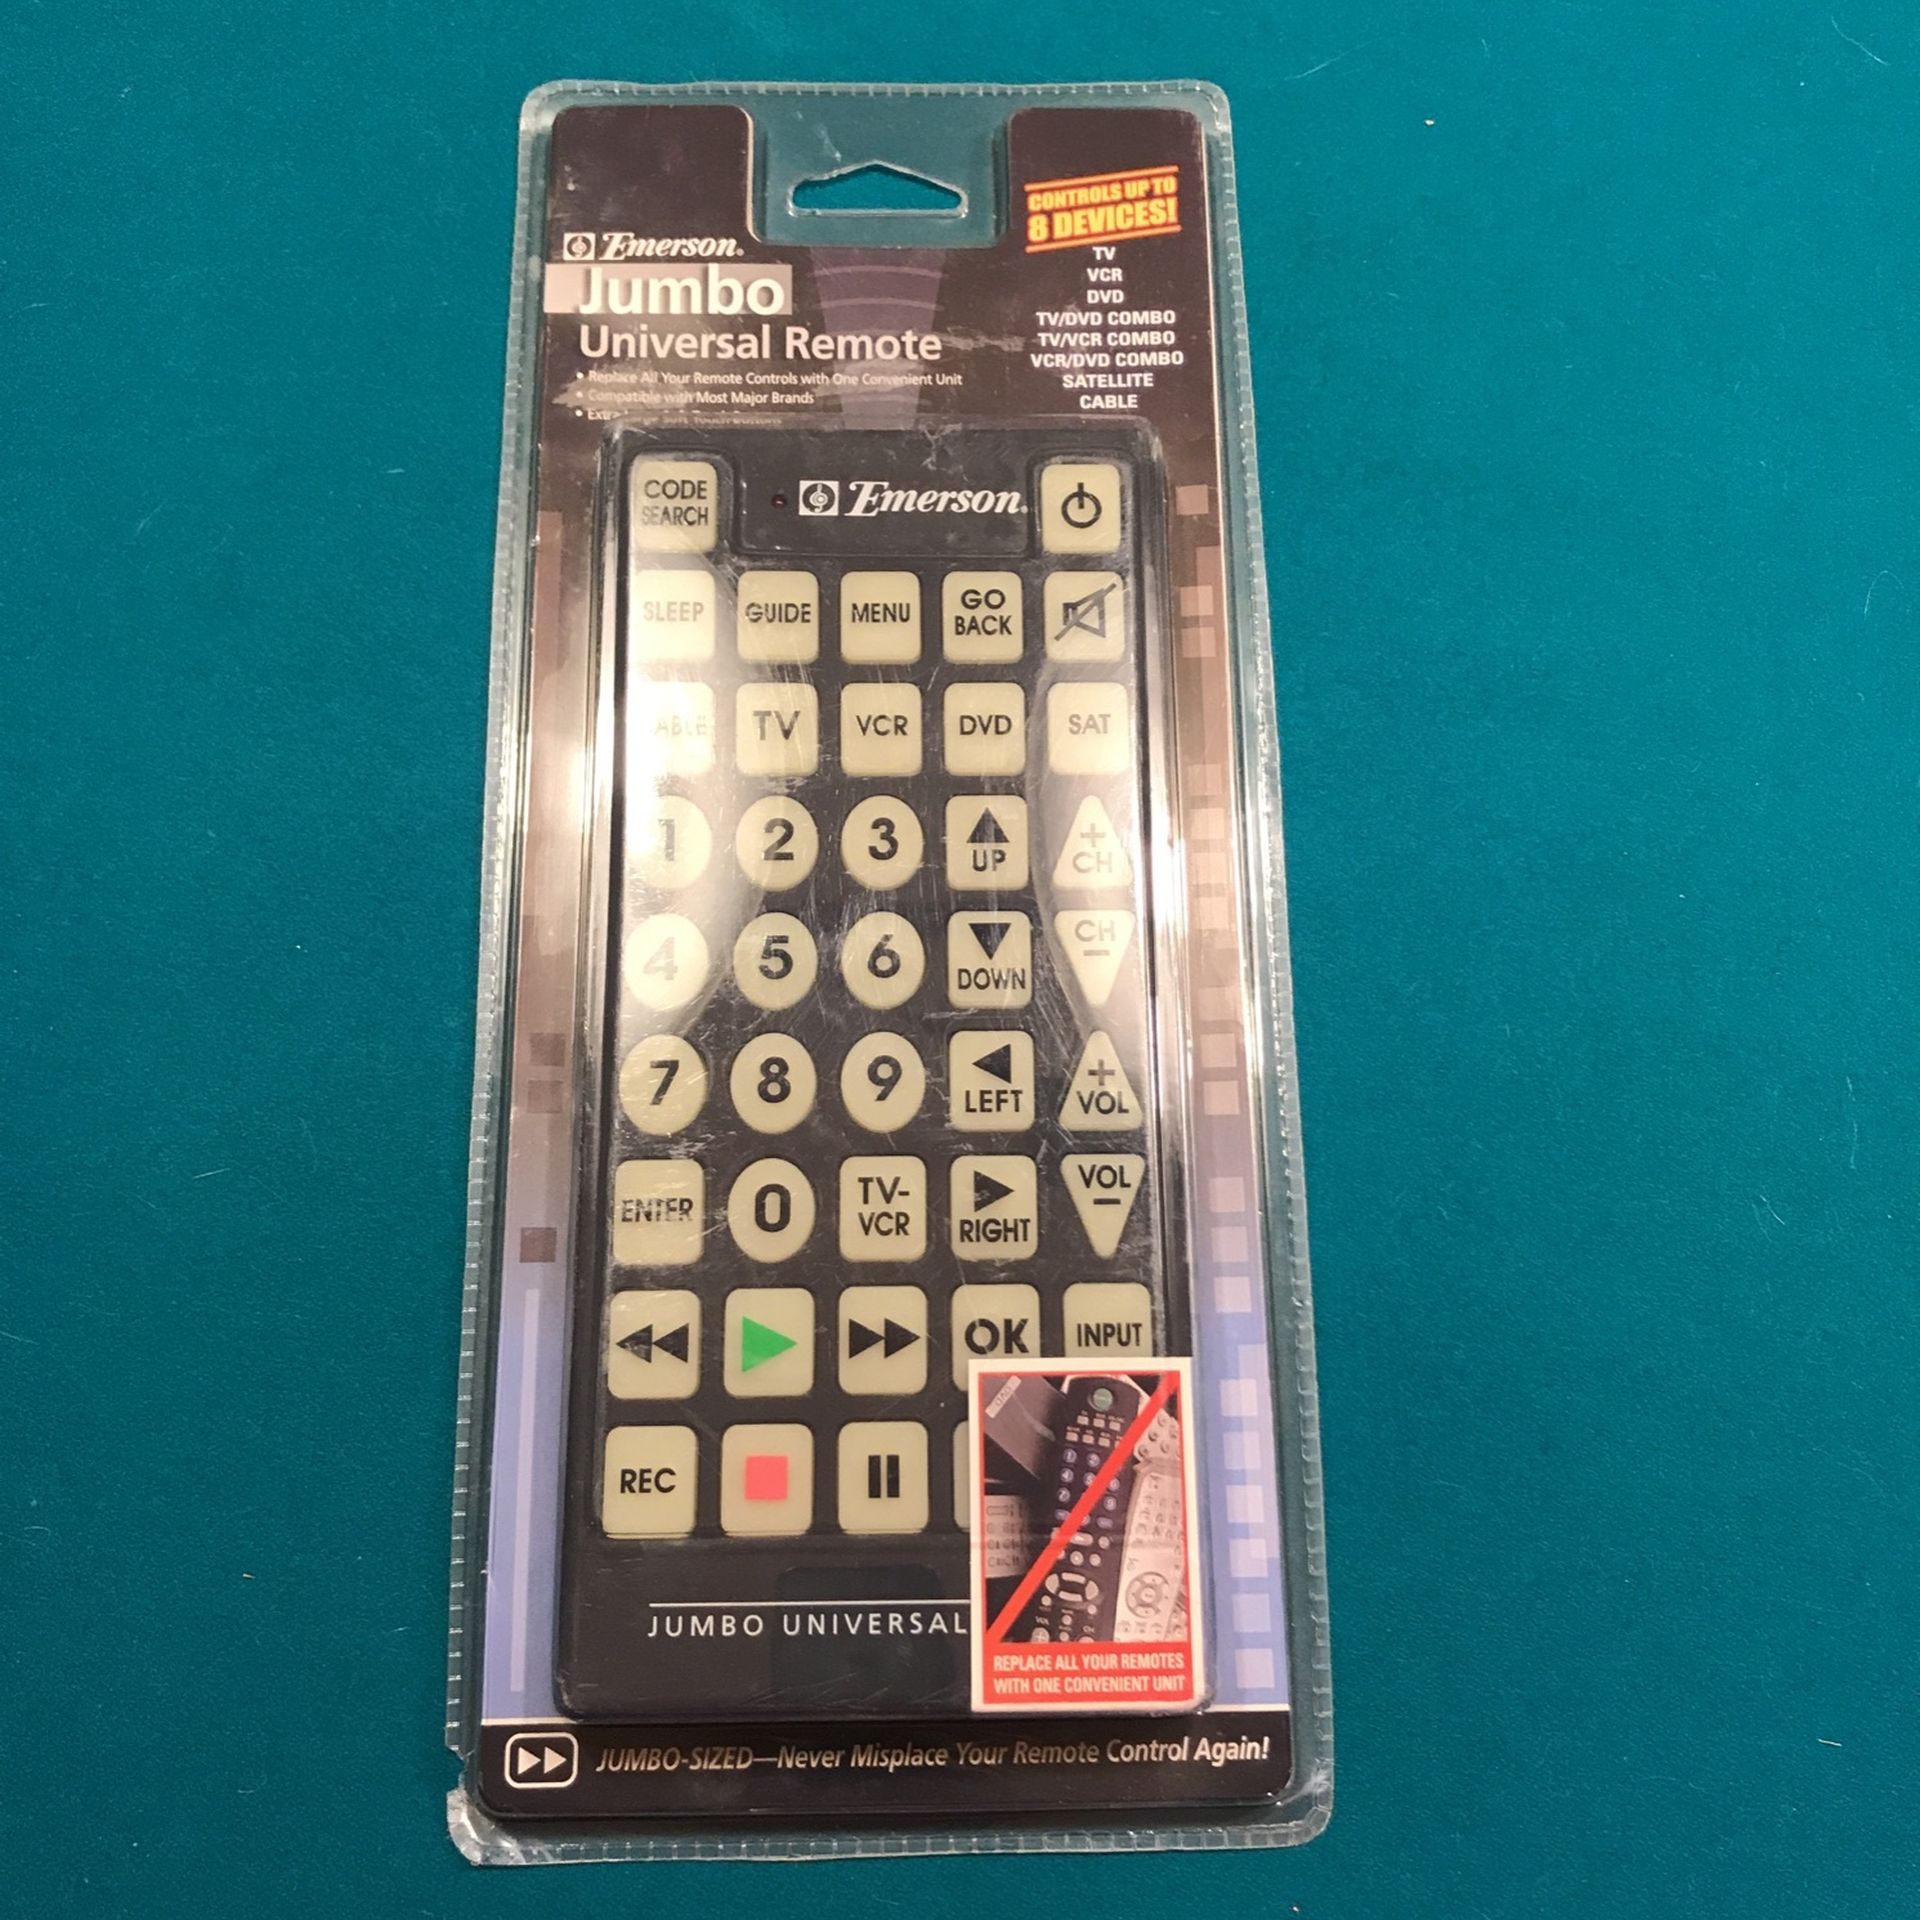 Emerson.
Jumbo
Universal Remote
• Replace All Your Remote Controls with One Convenient Unit
• Compatible with Most Major Brands
CONTROLS UP TO
8 DEVICES!
TV
VCR
DVD
TV/DVD COMBO
TV/VCR COMBO
VCR/DVD COMBO
SATELLITE
CABLE
CODE
SEARCH
Emerson.
SLEEP
GUIDE
MENU
GO
BACK
TV
VCR
DVD
SAT
1
2
3
UP
+
CH
4
5
6
DOWN
CH
–
7
8
9
LEFT
+
VOL
ENTER
0
TV-
VCR
RIGHT
VOL
–
OK
INPUT
REC
JUMBO UNIVERSAL
REPLACE ALL YOUR REMOTES
WITH ONE CONVENIENT UNIT
JUMBO-SIZED—Never Misplace Your Remote Control Again!